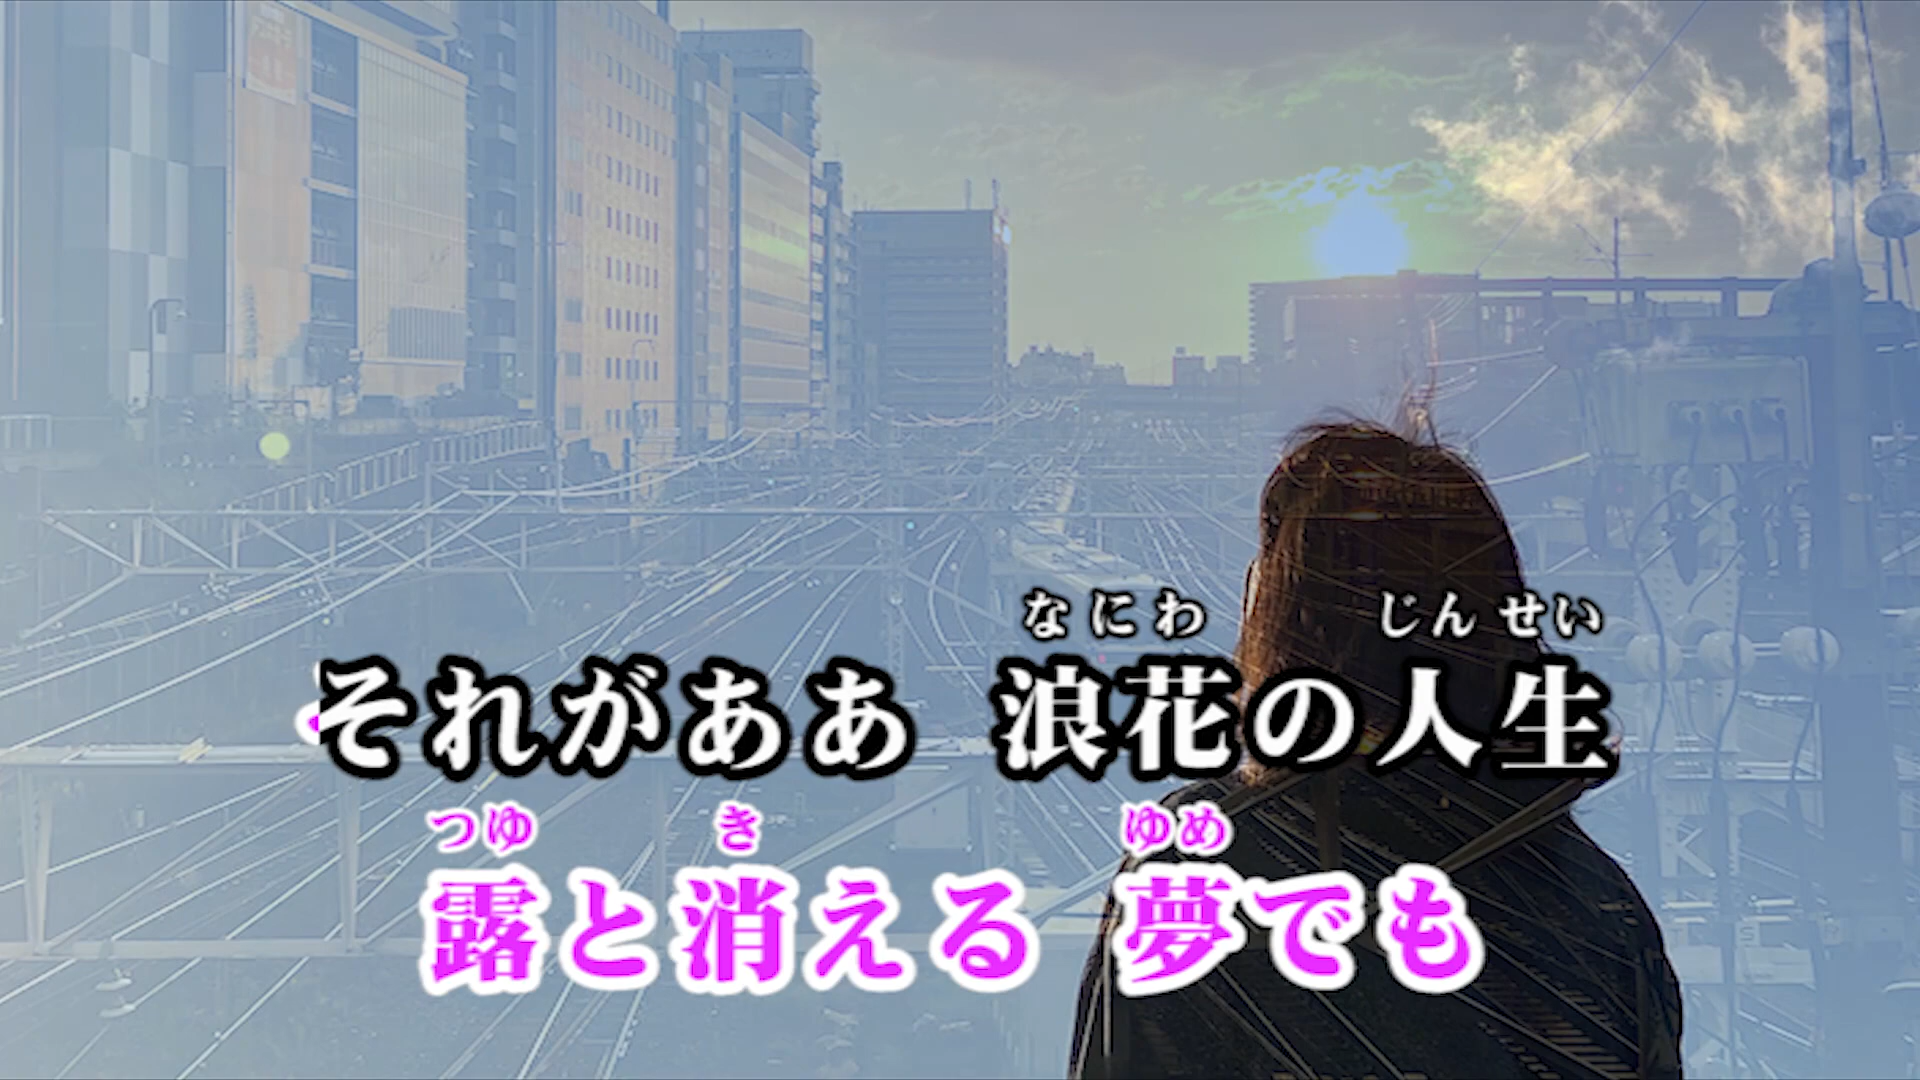 なにわ じんせい
それがああ 浪花の人生
つゆ き ゆめ
露と消える 夢でも